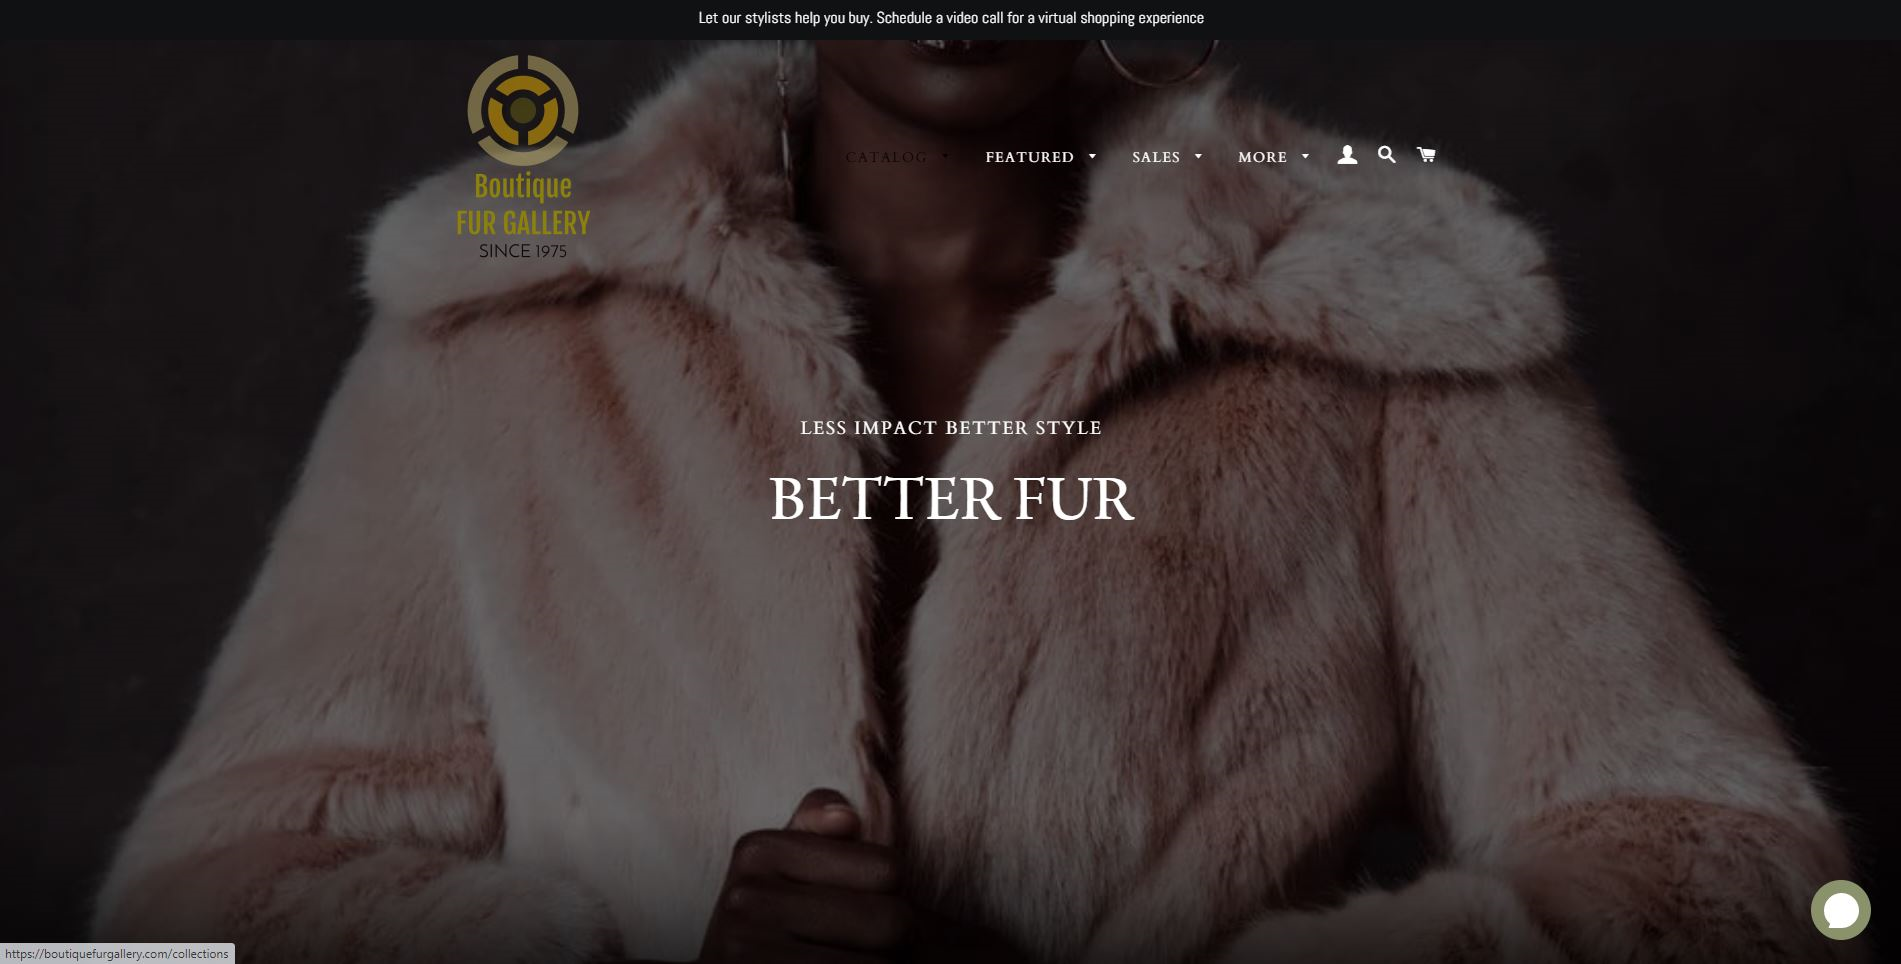 Let our stylists help you buy. Schedule a video call for a virtual shopping experience
Boutique
FUR GALLERY
SINCE 1975
CATALOG
FEATURED
SALES
MORE
LESS IMPACT BETTER STYLE
BETTER FUR
https://boutiquefurgallery.com/collections